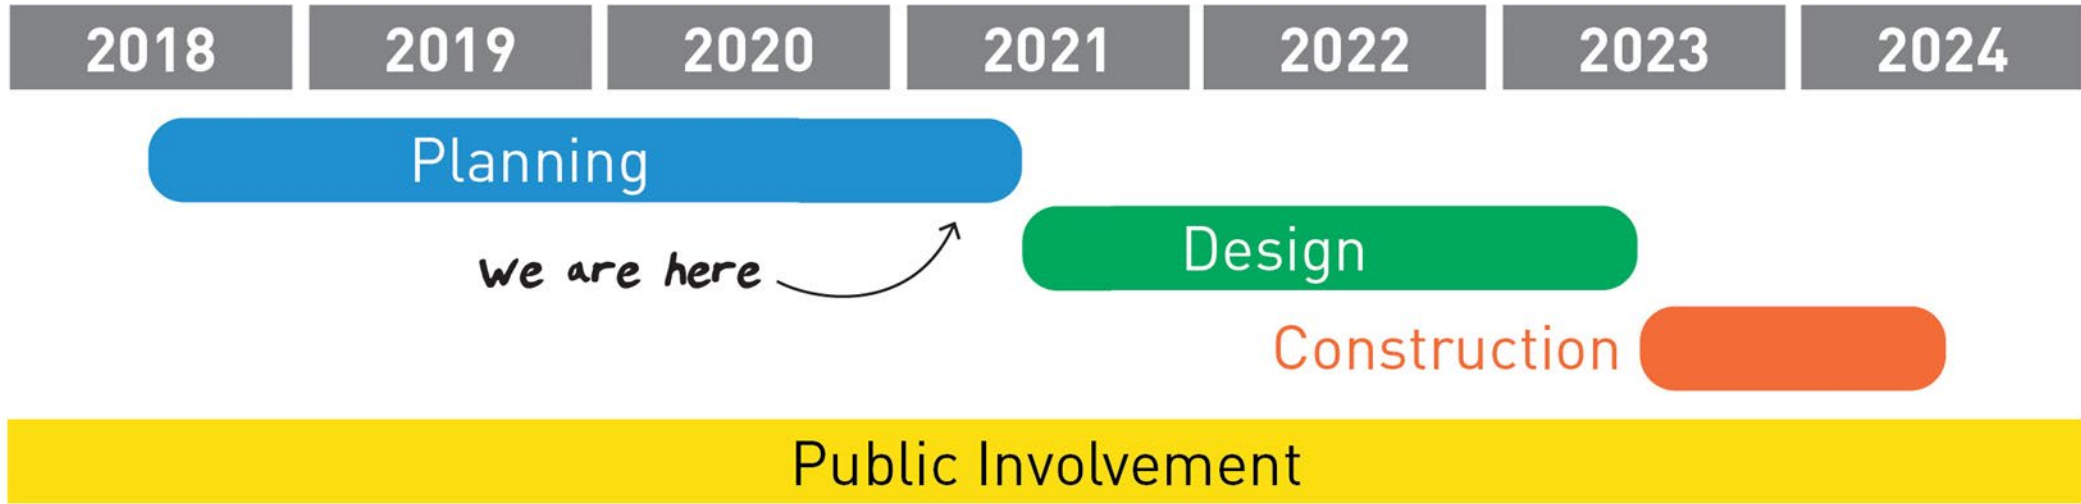 2018 2019 2020 2021 2022 2023 2024
Planning
Design
We are here
Construction
Public Involvement